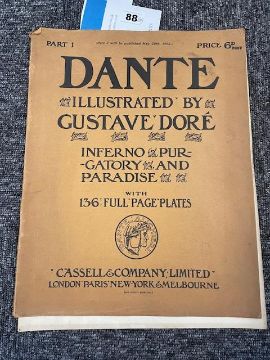 88
PART 1
PRICE 6D
DANTE
ILLUSTRATED BY
GUSTAVE DORÉ
INFERNO PUR-
GATORY AND
PARADISE
WITH
136 FULL PAGE PLATES
CASSELL & COMPANY, LIMITED
LONDON PARIS NEW YORK & MELBOURNE